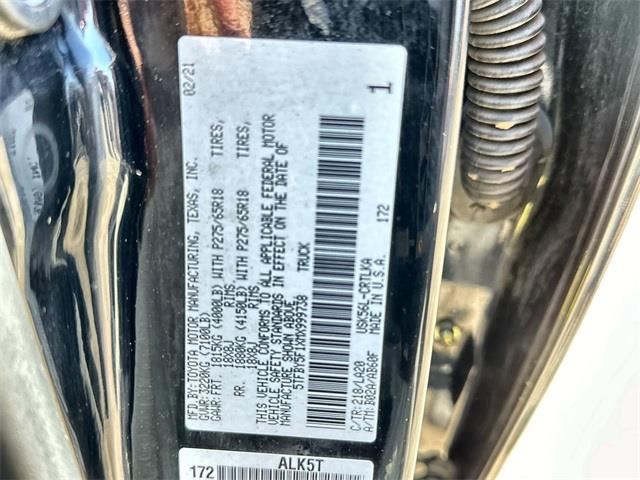 MFD.BY:TOYOTA MOTOR MANUFACTURING, TEXAS, INC. 02/21
GVWR:3220KG(7100LB)
GAWR:FRT. 1815KG(4000LB) WITH P275/65R18 TIRES,
18X8J RIMS
RR. 1880KG(4150LB) WITH P275/65R18 TIRES,
18X8J RIMS
THIS VEHICLE CONFORMS TO ALL APPLICABLE FEDERAL MOTOR
VEHICLE SAFETY STANDARDS IN EFFECT ON THE DATE OF
MANUFACTURE SHOWN ABOVE.
5TFBY5F1XMX999738 TRUCK
1
172
C/TR:218/LA20 USK56L-CRTLKA
A/TM:B02A/AB60F MADE IN U.S.A.
172
ALK5T